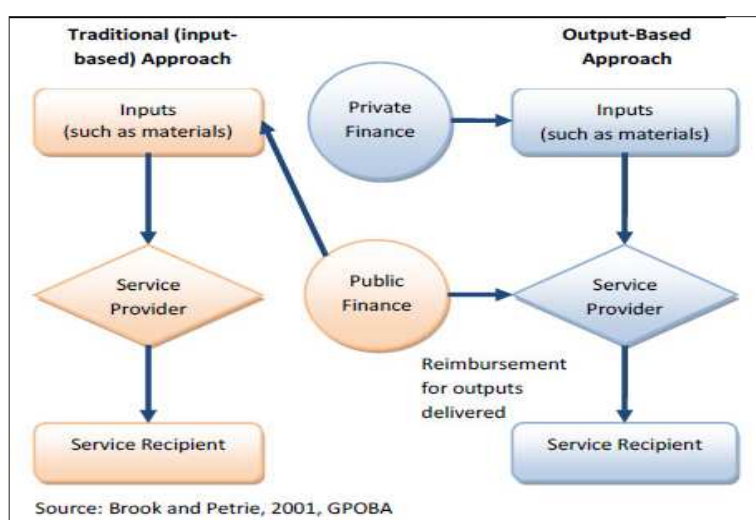 Traditional (input-
based) Approach
Output-Based
Approach
Inputs
(such as materials)
Private
Finance
Inputs
(such as materials)
Service
Provider
Public
Finance
Service
Provider
Reimbursement
for outputs
delivered
Service Recipient
Service Recipient
Source: Brook and Petrie, 2001, GPOBA